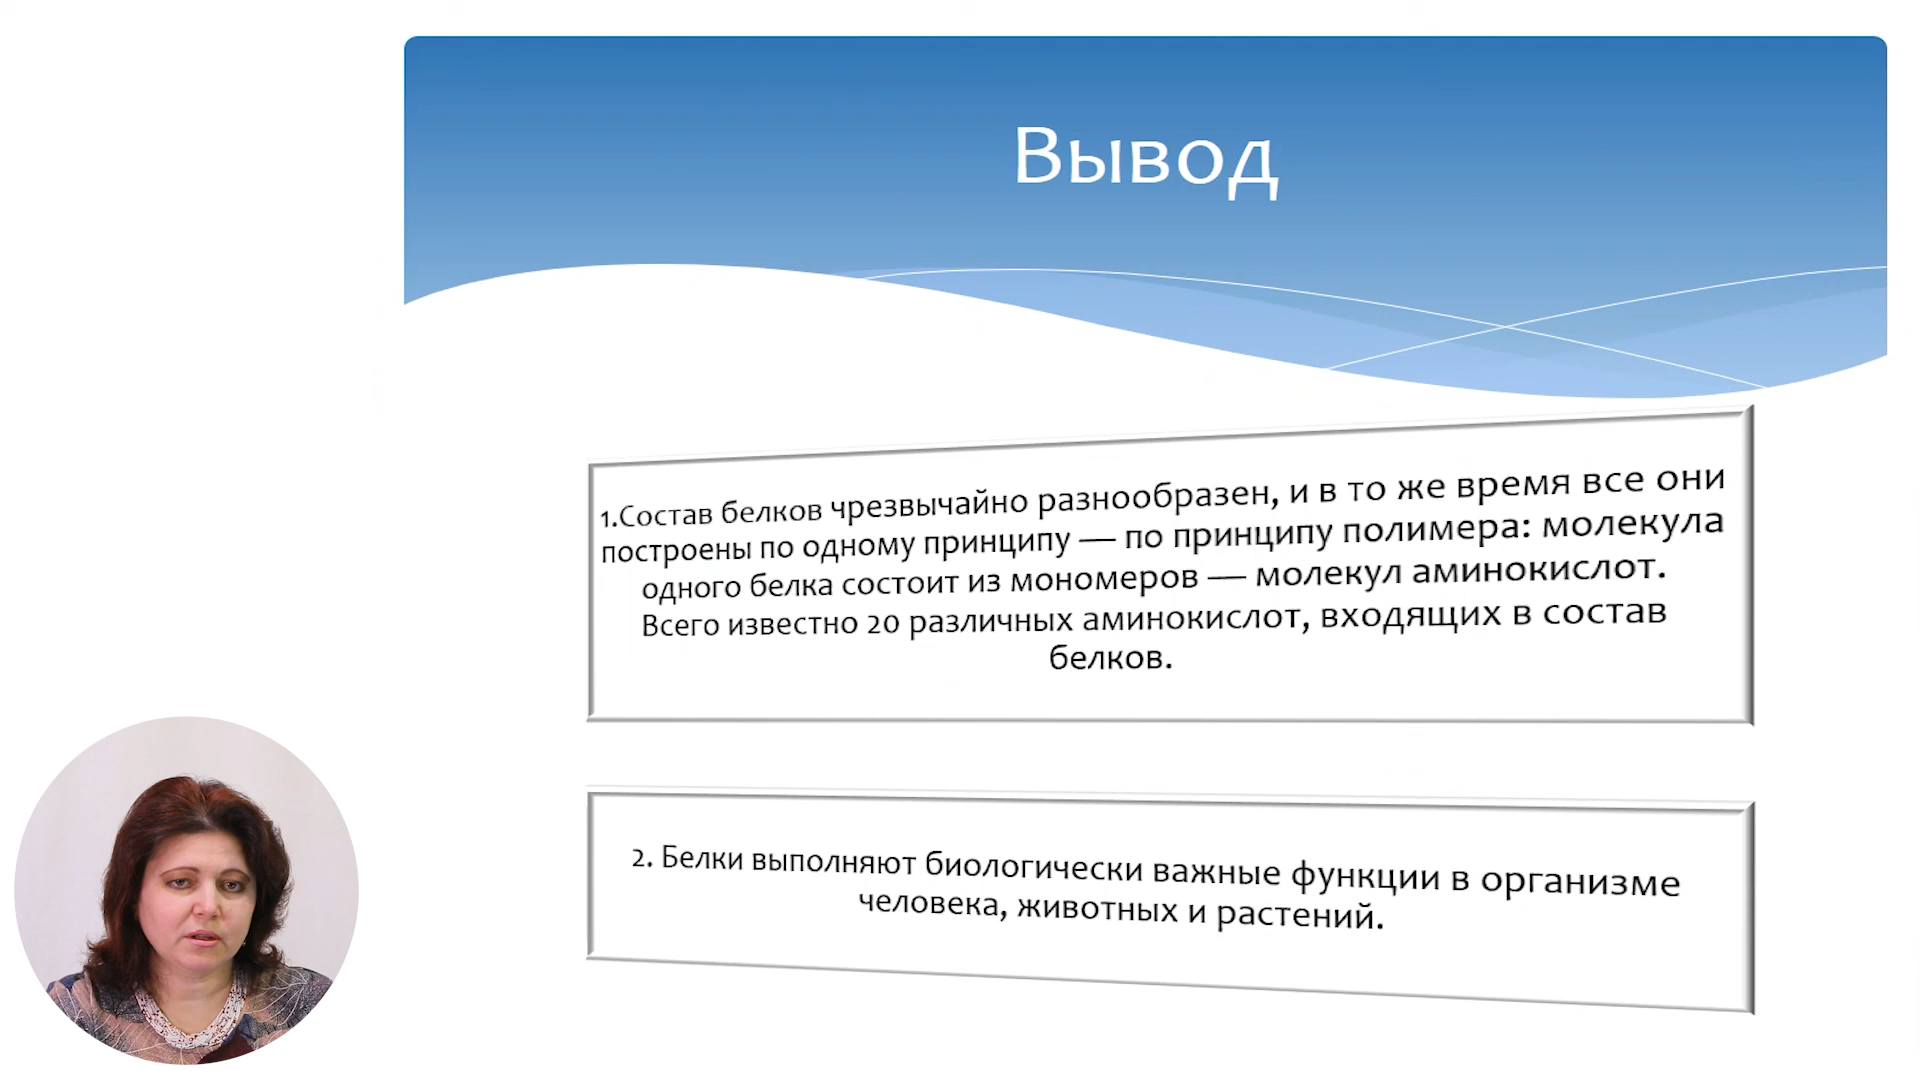 Вывод
1.Состав белков чрезвычайно разнообразен, и в то же время все они
построены по одному принципу — по принципу полимера: молекула
одного белка состоит из мономеров — молекул аминокислот.
Всего известно 20 различных аминокислот, входящих в состав
белков.
2. Белки выполняют биологически важные функции в организме
человека, животных и растений.